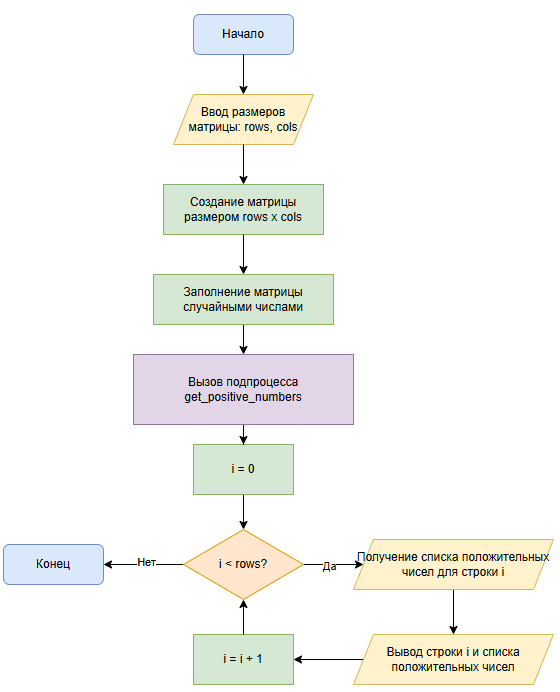 Начало
Ввод размеров
матрицы: rows, cols
Создание матрицы
размером rows x cols
Заполнение матрицы
случайными числами
Вызов подпроцесса
get_positive_numbers
i = 0
i < rows?
Нет
Конец
Да
Получение списка положительных
чисел для строки i
Вывод строки i и списка
положительных чисел
i = i + 1